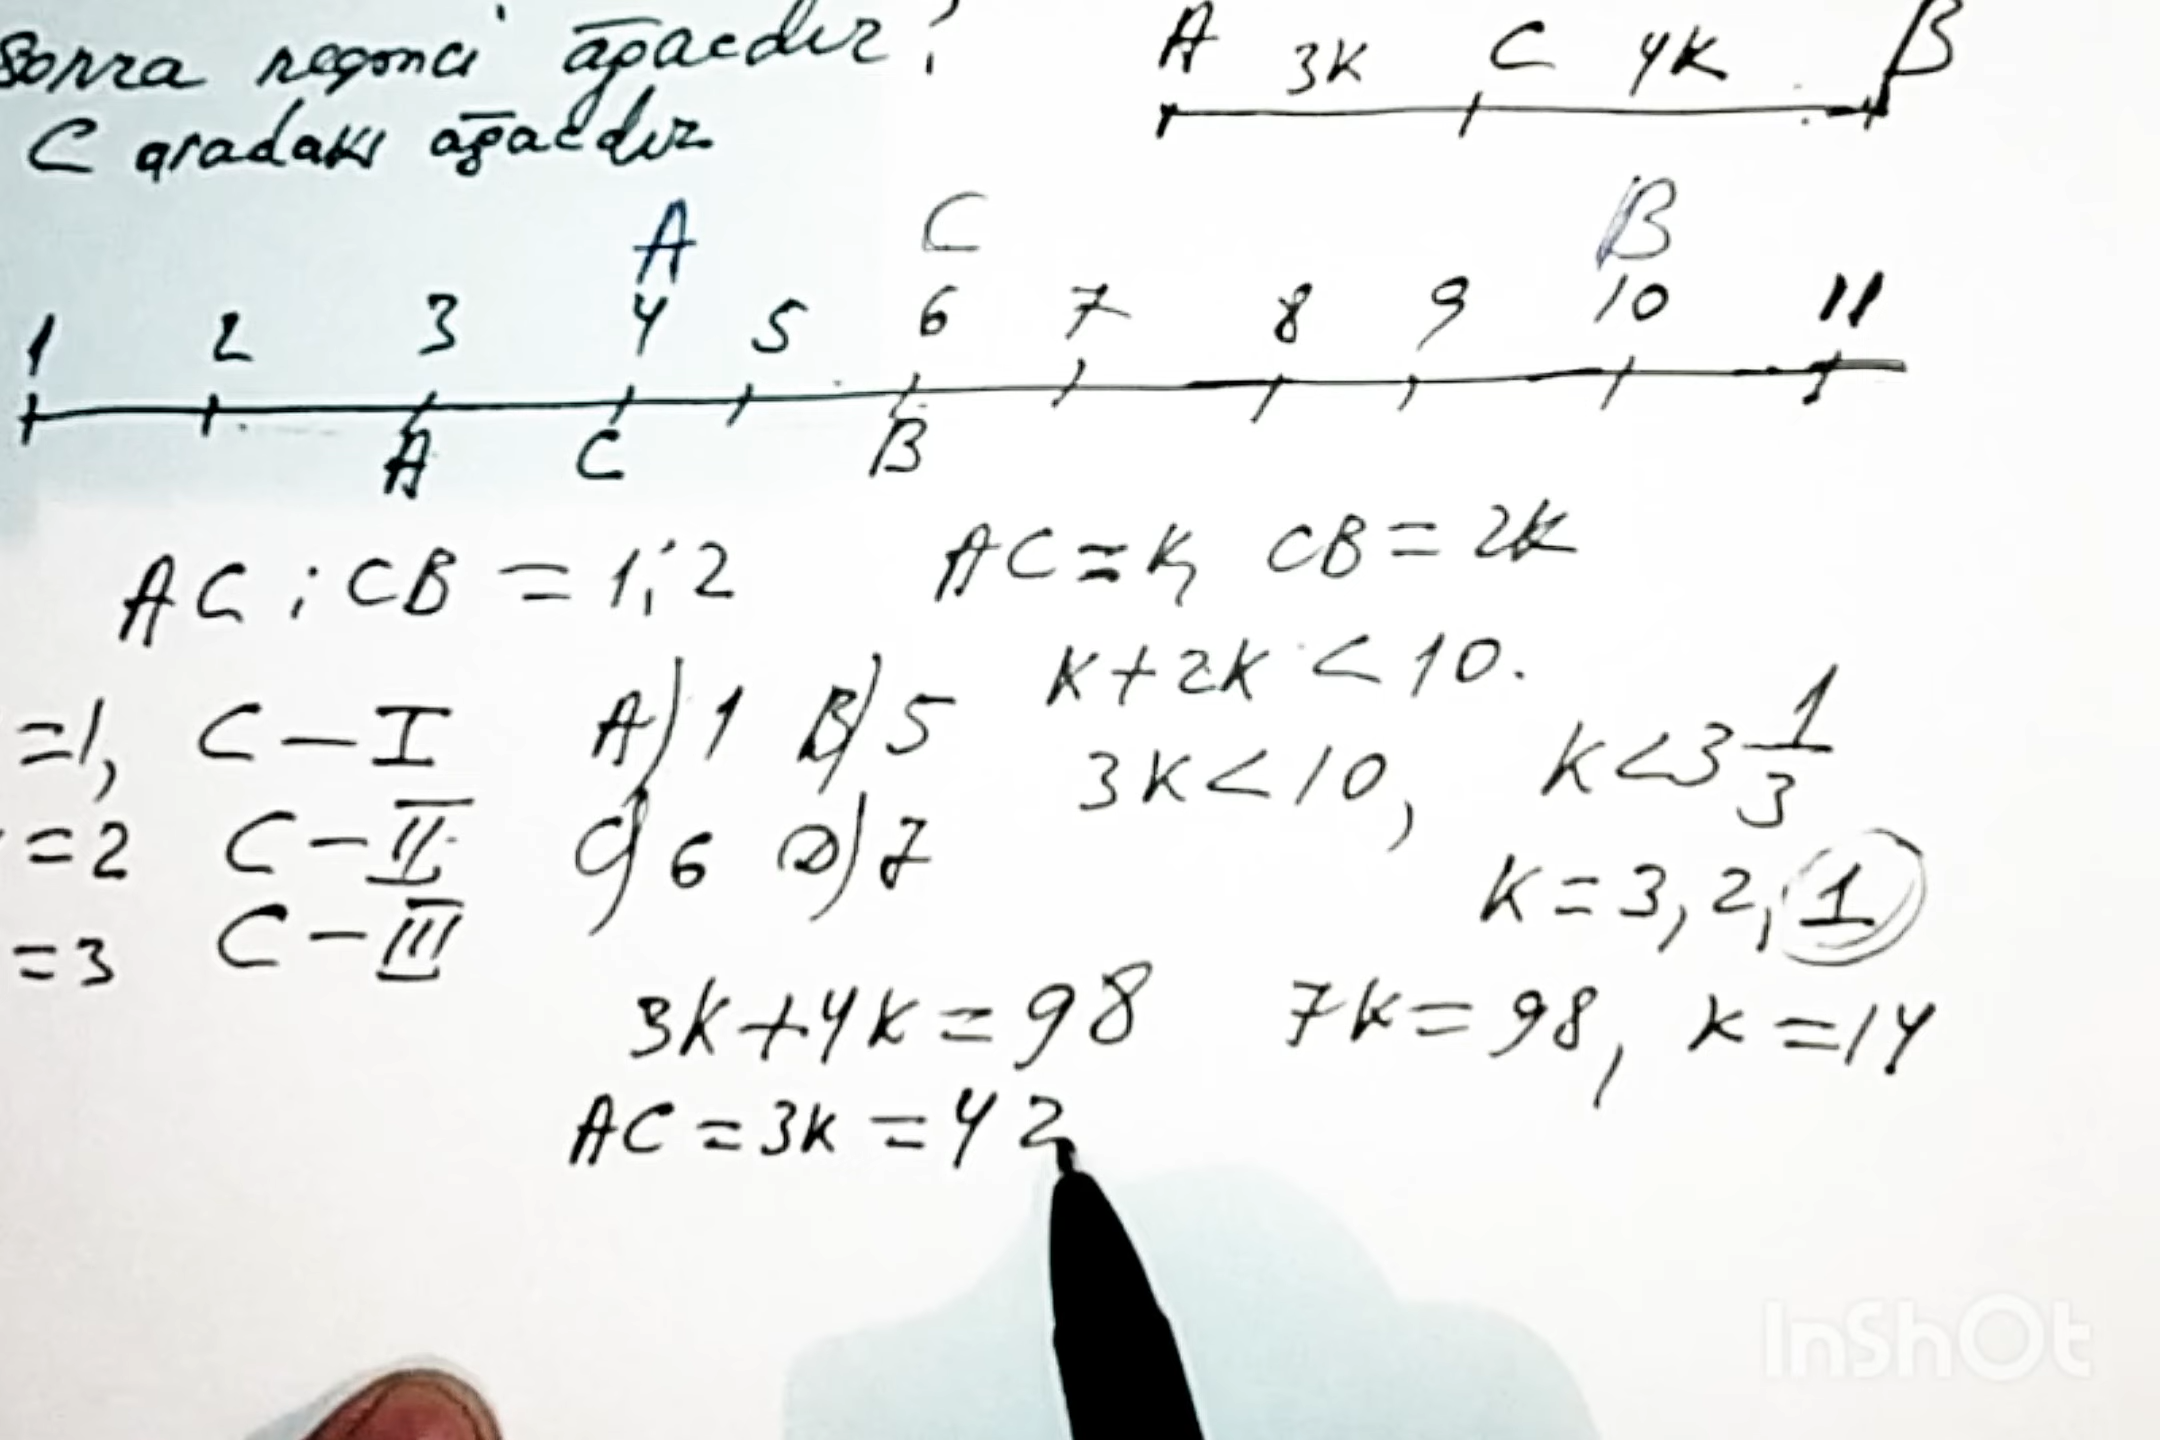 sonra neçənci ağacdır?
A 3k C 4k B
C aradakı ağacdır
A C B
1 2 3 4 5 6 7 8 9 10 11
A C B
AC : CB = 1 : 2 AC = k, CB = 2k
k + 2k < 10.
=1, C – I A) 1 B) 5
3k < 10, k < 3 1/3
=2 C – II C) 6 D) 7
k = 3, 2, 1
=3 C – III
3k + 4k = 98 7k = 98, k = 14
AC = 3k = 42
InShOt